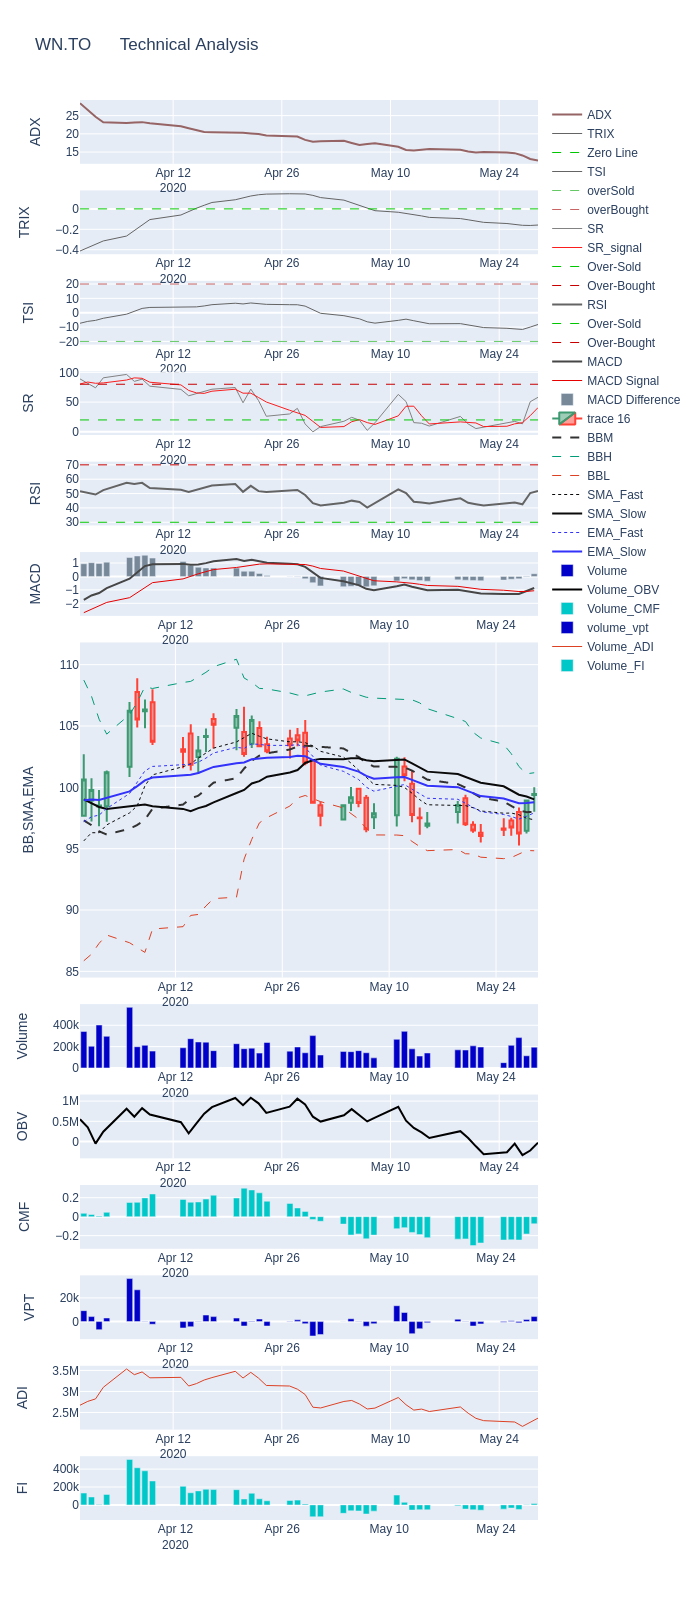 WN.TO      Technical Analysis
ADX
25
20
15
Apr 12
2020
Apr 26
May 10
May 24
TRIX
0
−0.2
−0.4
Apr 12
2020
Apr 26
May 10
May 24
TSI
20
10
0
−10
−20
Apr 12
2020
Apr 26
May 10
May 24
SR
100
50
0
Apr 12
2020
Apr 26
May 10
May 24
RSI
70
60
50
40
30
Apr 12
2020
Apr 26
May 10
May 24
MACD
1
0
−1
−2
Apr 12
2020
Apr 26
May 10
May 24
BB,SMA,EMA
110
105
100
95
90
85
Apr 12
2020
Apr 26
May 10
May 24
Volume
400k
200k
0
Apr 12
2020
Apr 26
May 10
May 24
OBV
1M
0.5M
0
Apr 12
2020
Apr 26
May 10
May 24
CMF
0.2
0
−0.2
Apr 12
2020
Apr 26
May 10
May 24
VPT
20k
0
Apr 12
2020
Apr 26
May 10
May 24
ADI
3.5M
3M
2.5M
Apr 12
2020
Apr 26
May 10
May 24
FI
400k
200k
0
Apr 12
2020
Apr 26
May 10
May 24
ADX
TRIX
Zero Line
TSI
overSold
overBought
SR
SR_signal
Over-Sold
Over-Bought
RSI
Over-Sold
Over-Bought
MACD
MACD Signal
MACD Difference
trace 16
BBM
BBH
BBL
SMA_Fast
SMA_Slow
EMA_Fast
EMA_Slow
Volume
Volume_OBV
Volume_CMF
volume_vpt
Volume_ADI
Volume_FI